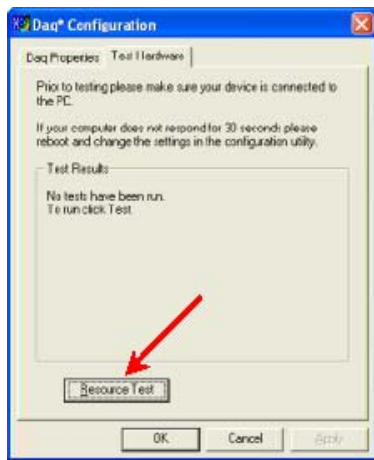 Daq* Configuration
Daq Properties Test Hardware
Prior to testing please make sure your device is connected to
the PC.
If your computer does not respond for 30 seconds please
reboot and change the settings in the configuration utility.
Test Results
No tests have been run.
To run click Test
Resource Test
OK Cancel Apply